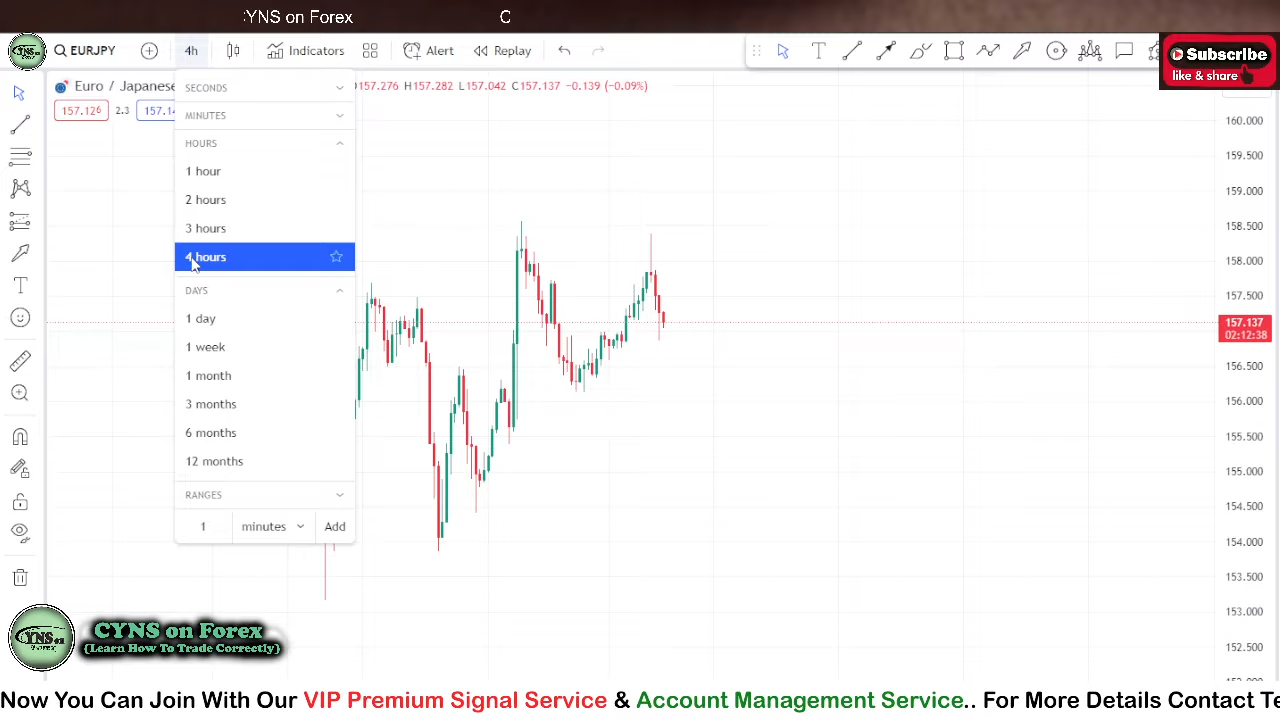 YNS on Forex
C
EURJPY
4h
Indicators
Alert
Replay
Subscribe
like & share
Euro / Japanese
157.276 H157.282 L157.042 C157.137 -0.139 (-0.09%)
157.126
2.3
157.14
SECONDS
MINUTES
HOURS
1 hour
2 hours
3 hours
4 hours
DAYS
1 day
1 week
1 month
3 months
6 months
12 months
RANGES
1
minutes
Add
160.000
159.500
159.000
158.500
158.000
157.500
157.137
02:12:38
156.500
156.000
155.500
155.000
154.500
154.000
153.500
153.000
152.500
CYNS on Forex
{Learn How To Trade Correctly}
Now You Can Join With Our VIP Premium Signal Service & Account Management Service.. For More Details Contact Te